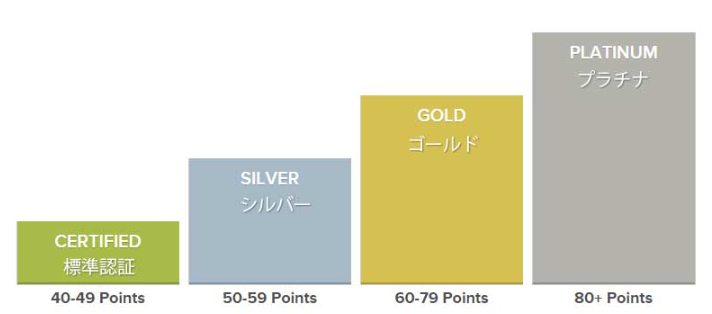 PLATINUM
プラチナ
GOLD
ゴールド
SILVER
シルバー
CERTIFIED
標準認証
40-49 Points
50-59 Points
60-79 Points
80+ Points